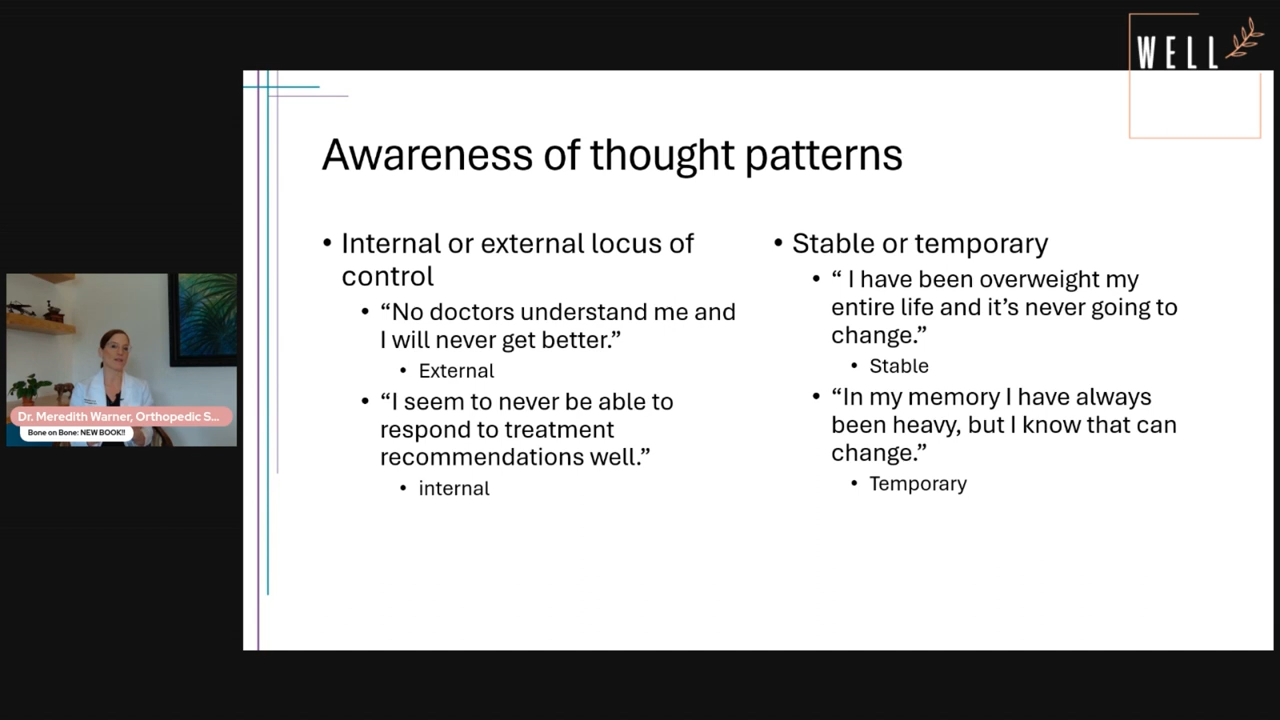 WELL
Awareness of thought patterns
• Internal or external locus of
control
• “No doctors understand me and
I will never get better.”
• External
• “I seem to never be able to
respond to treatment
recommendations well.”
• internal
• Stable or temporary
• “ I have been overweight my
entire life and it’s never going to
change.”
• Stable
• “In my memory I have always
been heavy, but I know that can
change.”
• Temporary
Dr. Meredith Warner, Orthopedic S...
Bone on Bone: NEW BOOK!!